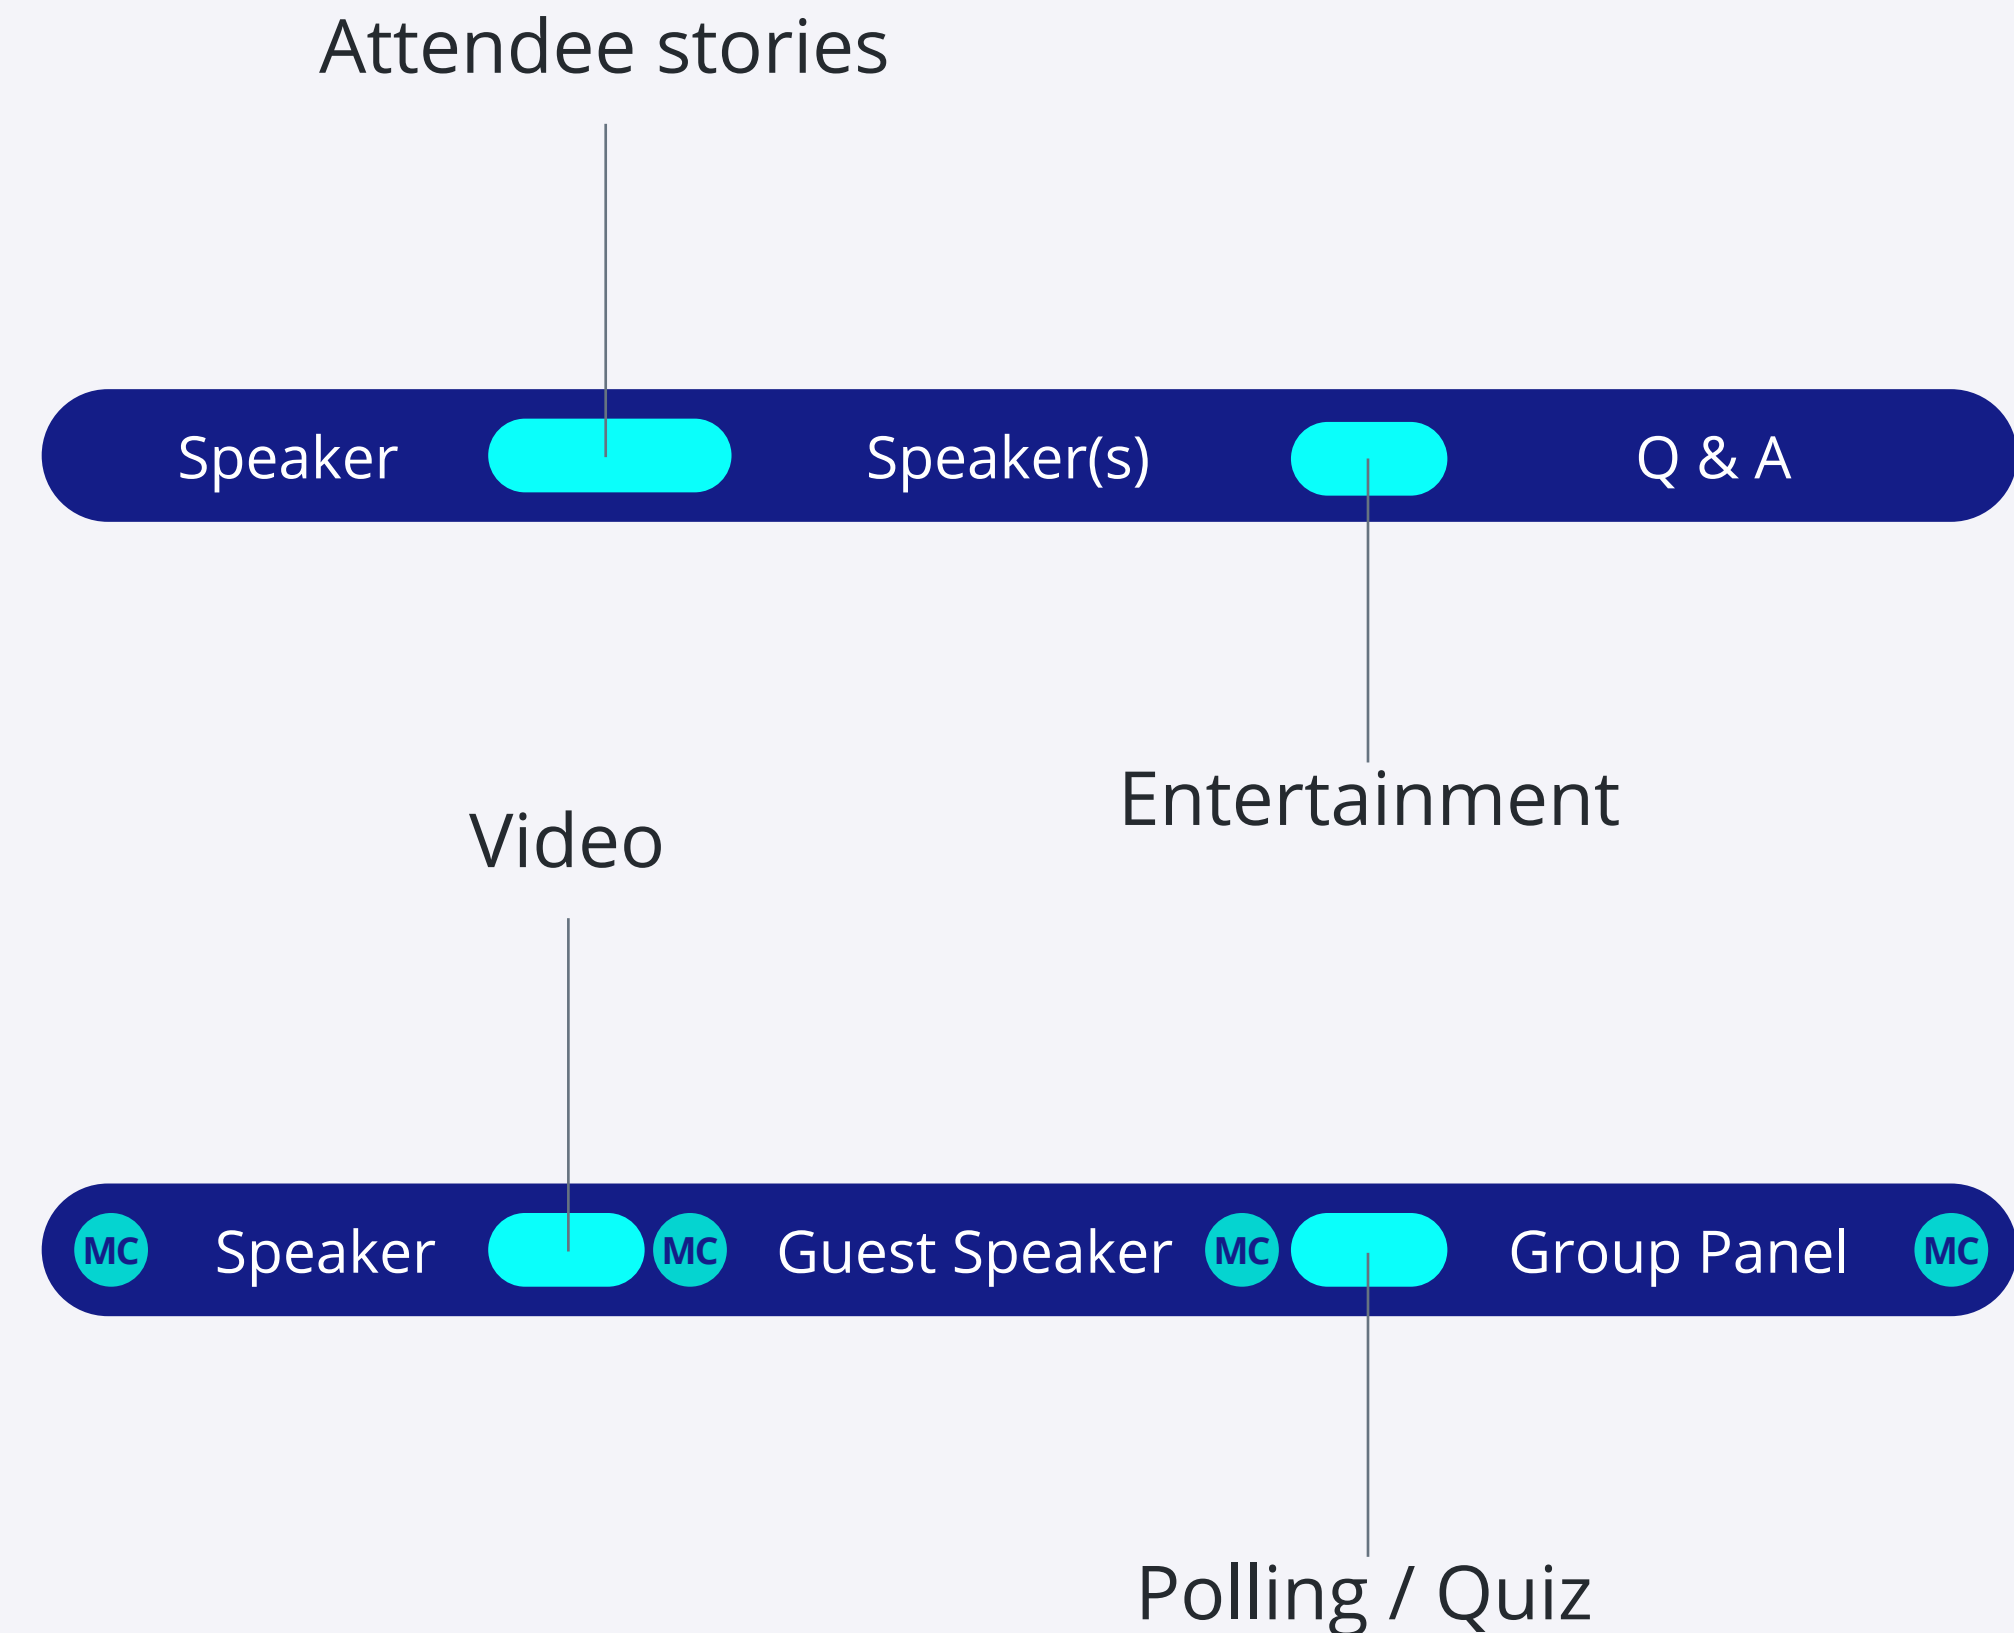 Attendee stories
Speaker Speaker(s) Q & A
Entertainment
Video
MC Speaker MC Guest Speaker MC Group Panel MC
Polling / Quiz